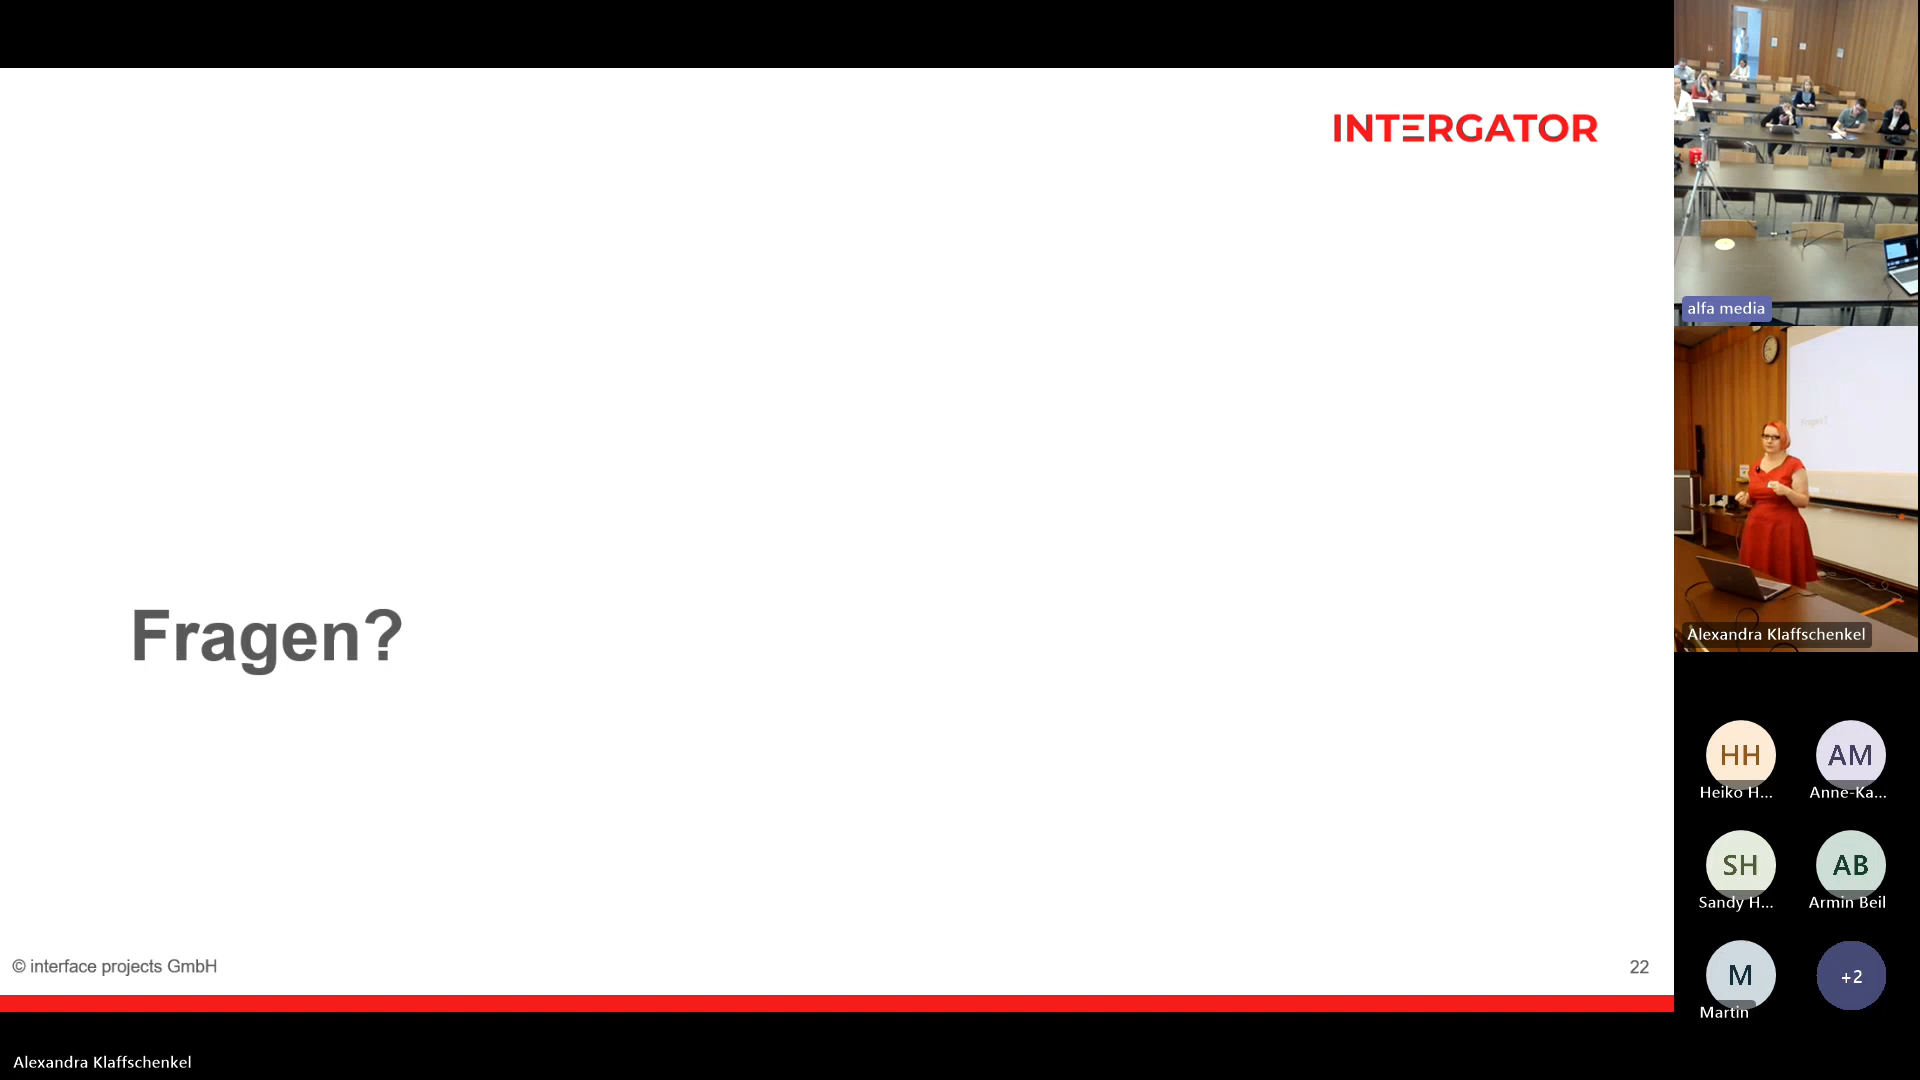 INTERGATOR
Fragen?
© interface projects GmbH
22
Alexandra Klaffschenkel
alfa media
Fragen?
Alexandra Klaffschenkel
HH
Heiko H...
AM
Anne-Ka...
SH
Sandy H...
AB
Armin Beil
M
Martin
+2